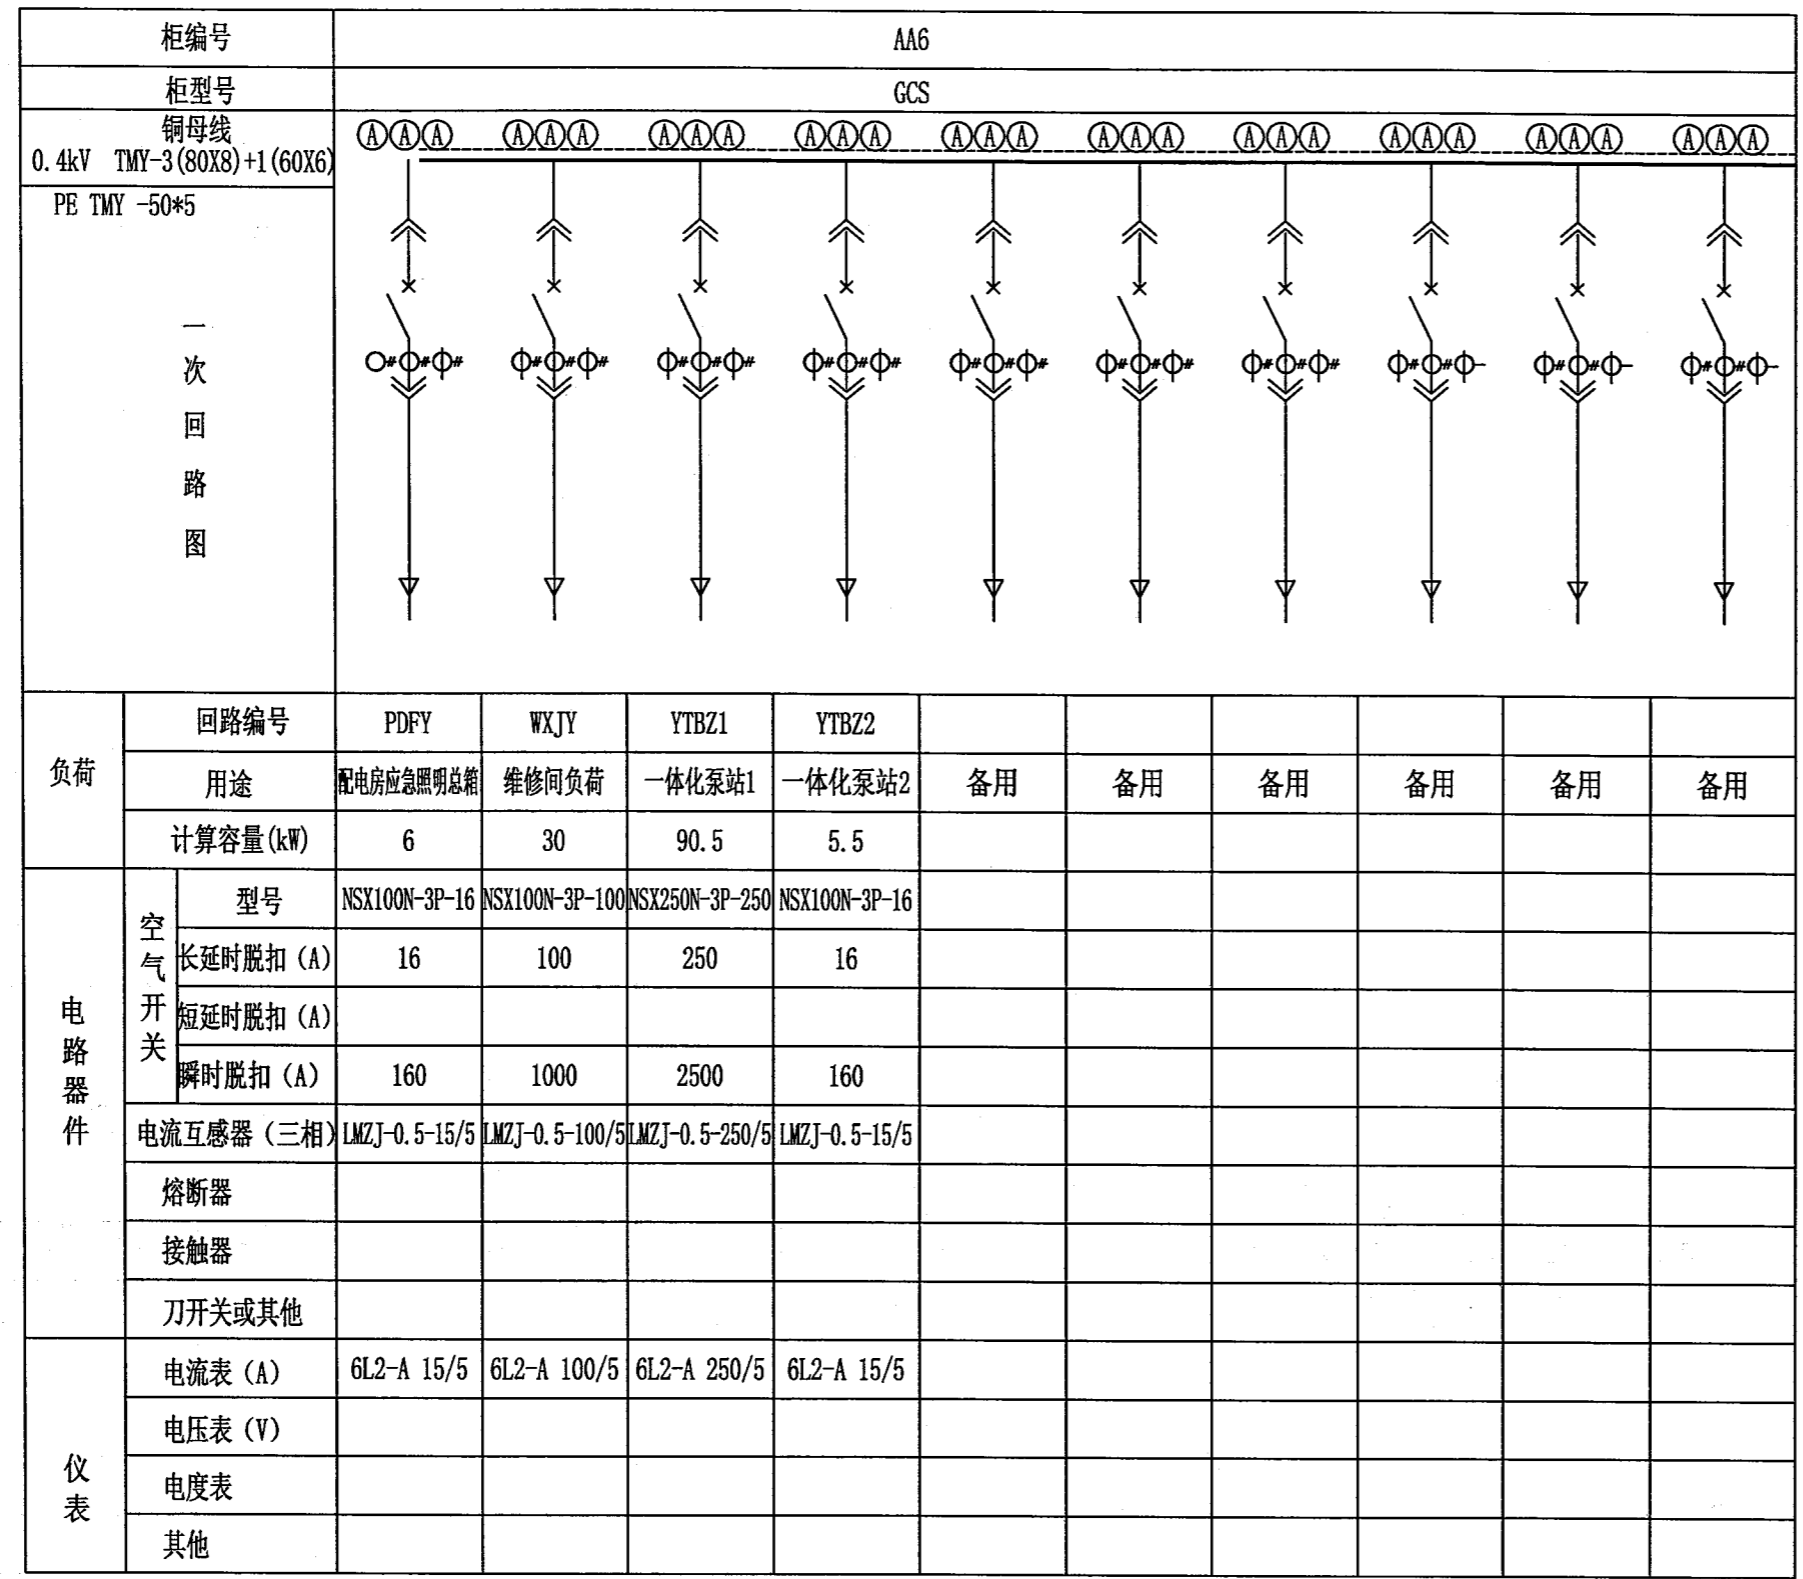 柜编号 AA6
柜型号 GCS
铜母线
0.4kV TMY-3(80X8)+1(60X6)
PE TMY -50*5
Ⓐ Ⓐ Ⓐ Ⓐ Ⓐ Ⓐ Ⓐ Ⓐ Ⓐ Ⓐ Ⓐ Ⓐ Ⓐ Ⓐ Ⓐ Ⓐ Ⓐ Ⓐ Ⓐ Ⓐ Ⓐ Ⓐ Ⓐ Ⓐ Ⓐ Ⓐ Ⓐ Ⓐ Ⓐ Ⓐ
一次回路图
负荷
回路编号 PDFY WXJY YTBZ1 YTBZ2
用途 配电房应急照明总箱 维修间负荷 一体化泵站1 一体化泵站2 备用 备用 备用 备用 备用 备用
计算容量(kW) 6 30 90.5 5.5
电路器件
空气开关
型号 NSX100N-3P-16 NSX100N-3P-100 NSX250N-3P-250 NSX100N-3P-16
长延时脱扣(A) 16 100 250 16
短延时脱扣(A)
瞬时脱扣(A) 160 1000 2500 160
电流互感器(三相) LMZJ-0.5-15/5 LMZJ-0.5-100/5 LMZJ-0.5-250/5 LMZJ-0.5-15/5
熔断器
接触器
刀开关或其他
仪表
电流表(A) 6L2-A 15/5 6L2-A 100/5 6L2-A 250/5 6L2-A 15/5
电压表(V)
电度表
其他